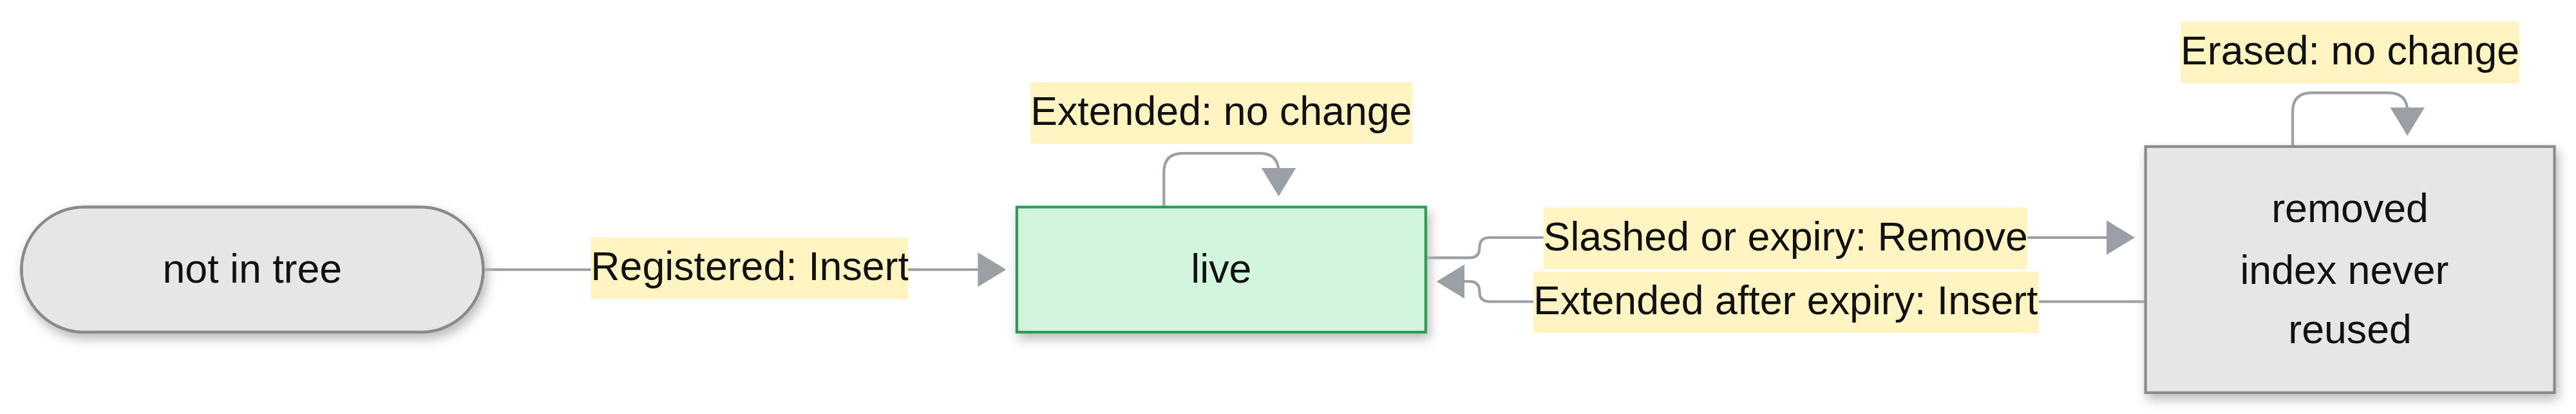 not in tree
Registered: Insert
Extended: no change
live
Slashed or expiry: Remove
Extended after expiry: Insert
Erased: no change
removed
index never
reused